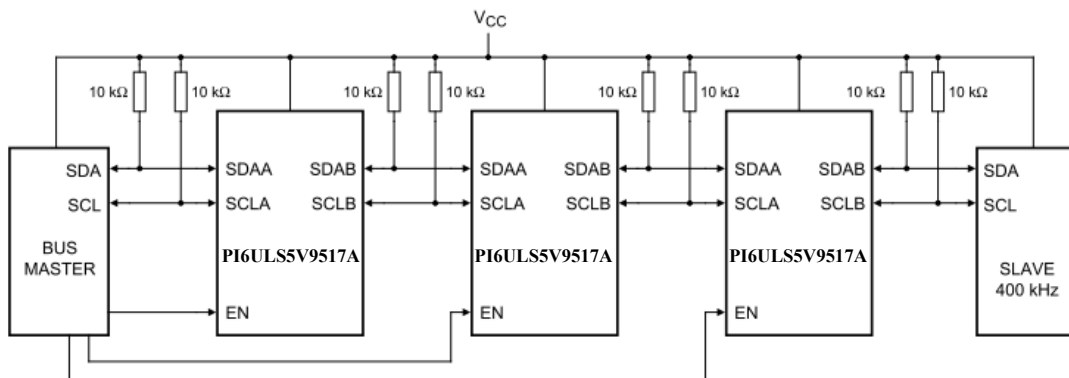 VCC
10 kΩ 10 kΩ 10 kΩ 10 kΩ 10 kΩ 10 kΩ 10 kΩ 10 kΩ
SDA SDAA SDAB SDAA SDAB SDAA SDAB SDA
SCL SCLA SCLB SCLA SCLB SCLA SCLB SCL
BUS
MASTER
PI6ULS5V9517A PI6ULS5V9517A PI6ULS5V9517A
SLAVE
400 kHz
EN EN EN